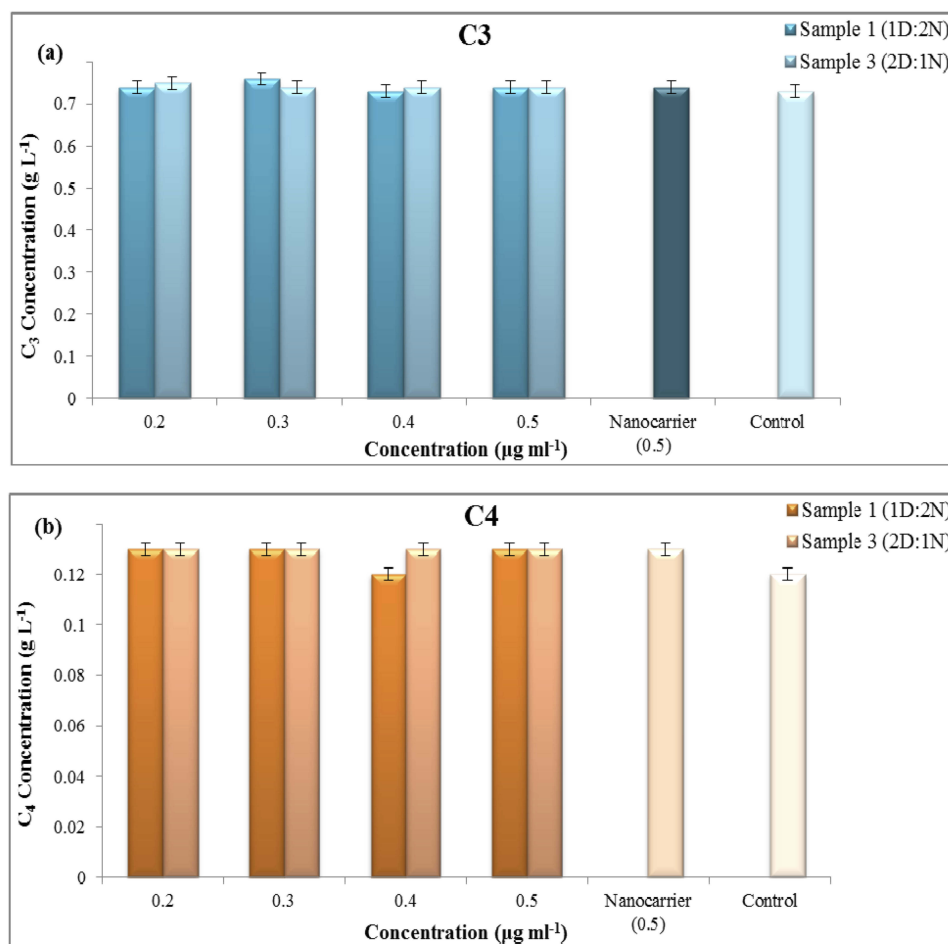 (a)
C3
Sample 1 (1D:2N)
Sample 3 (2D:1N)
C₃ Concentration (g L⁻¹)
0.7
0.6
0.5
0.4
0.3
0.2
0.1
0
0.2 0.3 0.4 0.5 Nanocarrier Control
(0.5)
Concentration (µg ml⁻¹)
(b)
C4
Sample 1 (1D:2N)
Sample 3 (2D:1N)
C₄ Concentration (g L⁻¹)
0.12
0.1
0.08
0.06
0.04
0.02
0
0.2 0.3 0.4 0.5 Nanocarrier Control
(0.5)
Concentration (µg ml⁻¹)